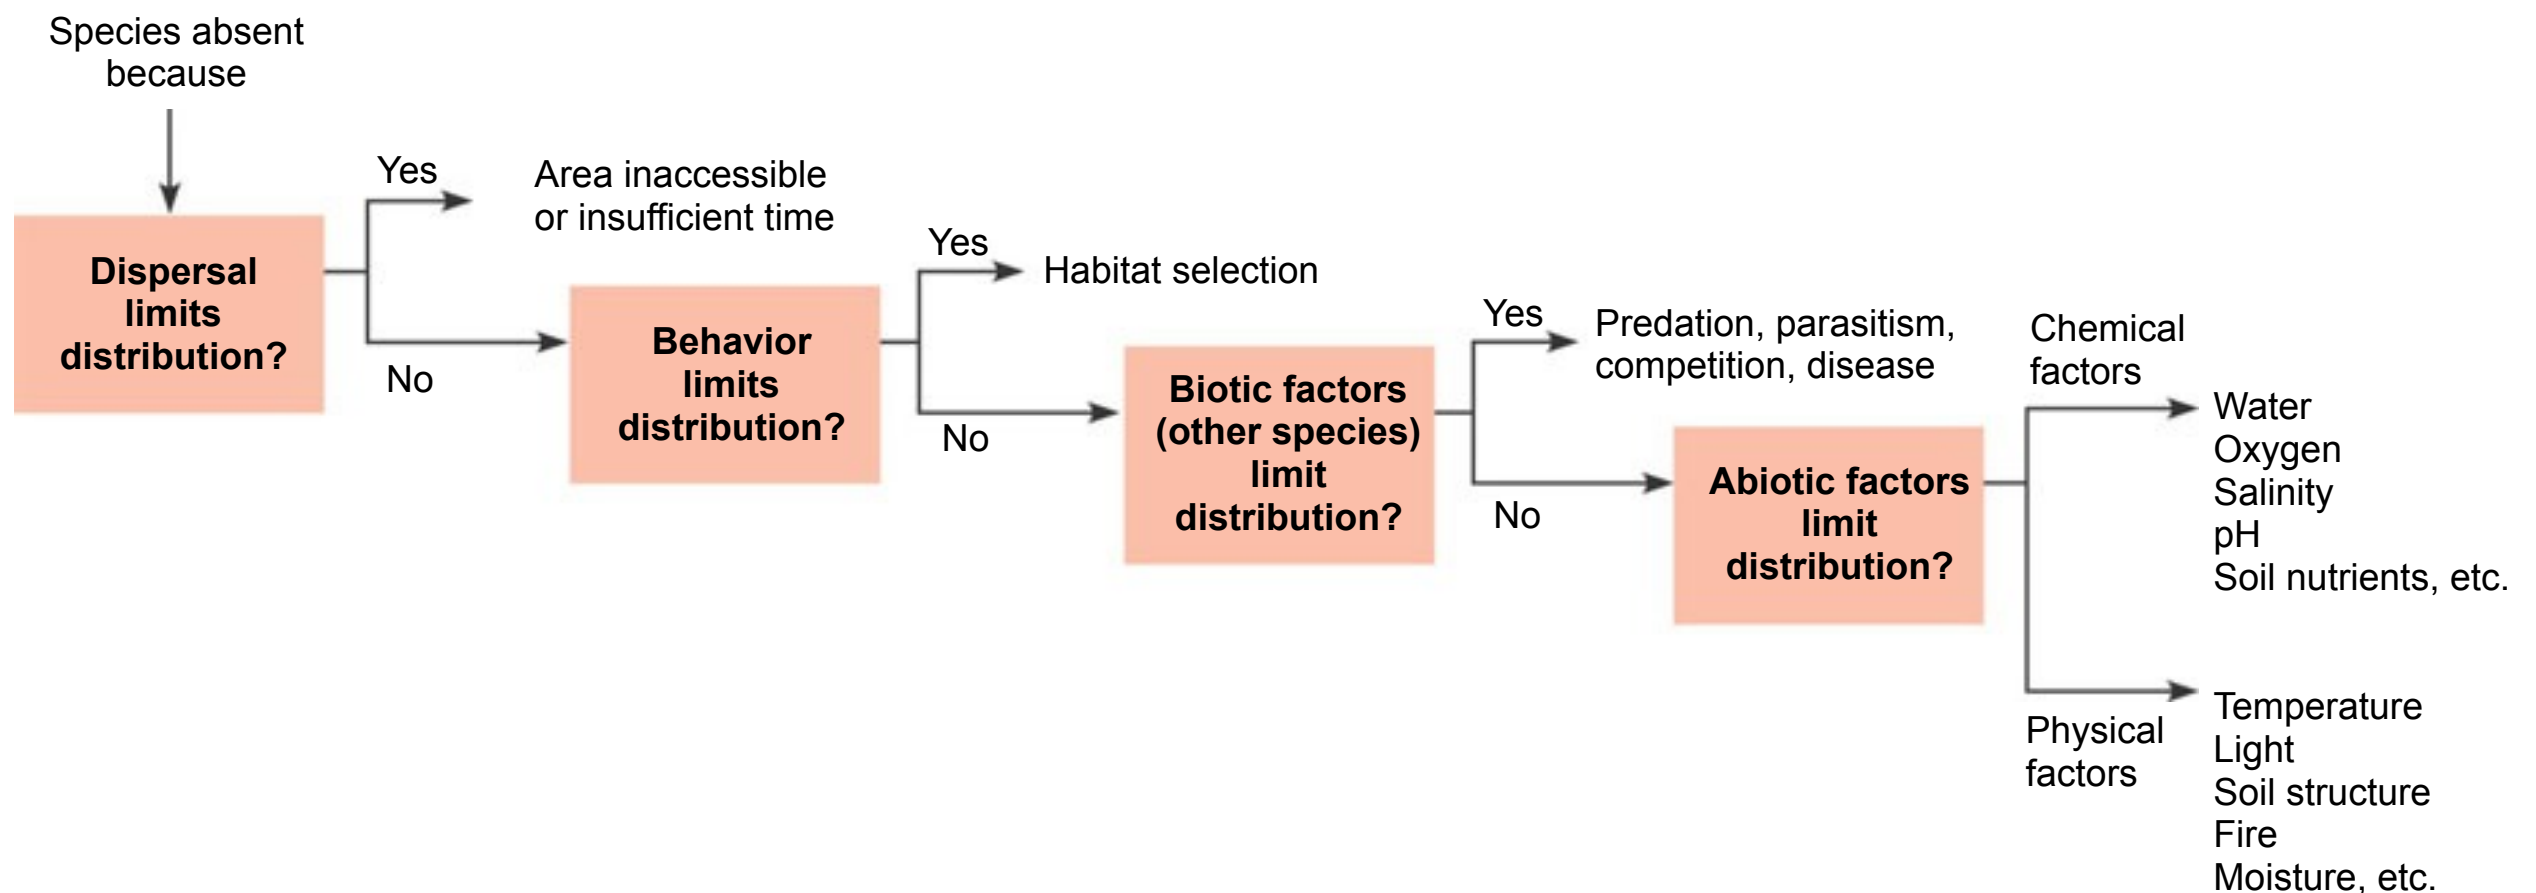 Species absent
because
Dispersal
limits
distribution?
Yes
No
Area inaccessible
or insufficient time
Behavior
limits
distribution?
Yes
No
Habitat selection
Biotic factors
(other species)
limit
distribution?
Yes
No
Predation, parasitism,
competition, disease
Abiotic factors
limit
distribution?
Chemical
factors
Water
Oxygen
Salinity
pH
Soil nutrients, etc.
Physical
factors
Temperature
Light
Soil structure
Fire
Moisture, etc.